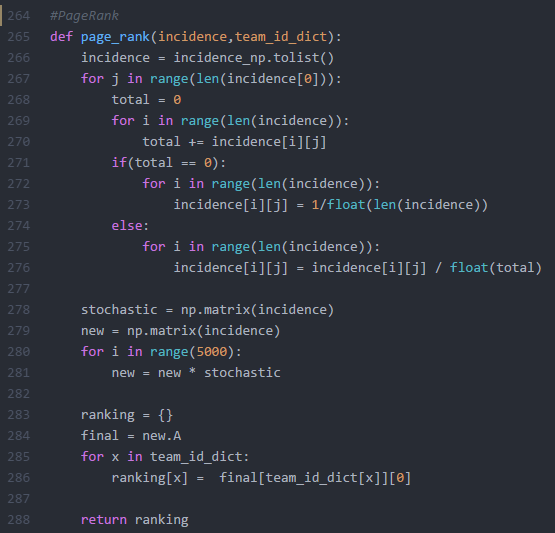 264 #PageRank
265 def page_rank(incidence,team_id_dict):
266     incidence = incidence_np.tolist()
267     for j in range(len(incidence[0])):
268         total = 0
269         for i in range(len(incidence)):
270             total += incidence[i][j]
271         if(total == 0):
272             for i in range(len(incidence)):
273                 incidence[i][j] = 1/float(len(incidence))
274         else:
275             for i in range(len(incidence)):
276                 incidence[i][j] = incidence[i][j] / float(total)
277
278     stochastic = np.matrix(incidence)
279     new = np.matrix(incidence)
280     for i in range(5000):
281         new = new * stochastic
282
283     ranking = {}
284     final = new.A
285     for x in team_id_dict:
286         ranking[x] =  final[team_id_dict[x]][0]
287
288     return ranking